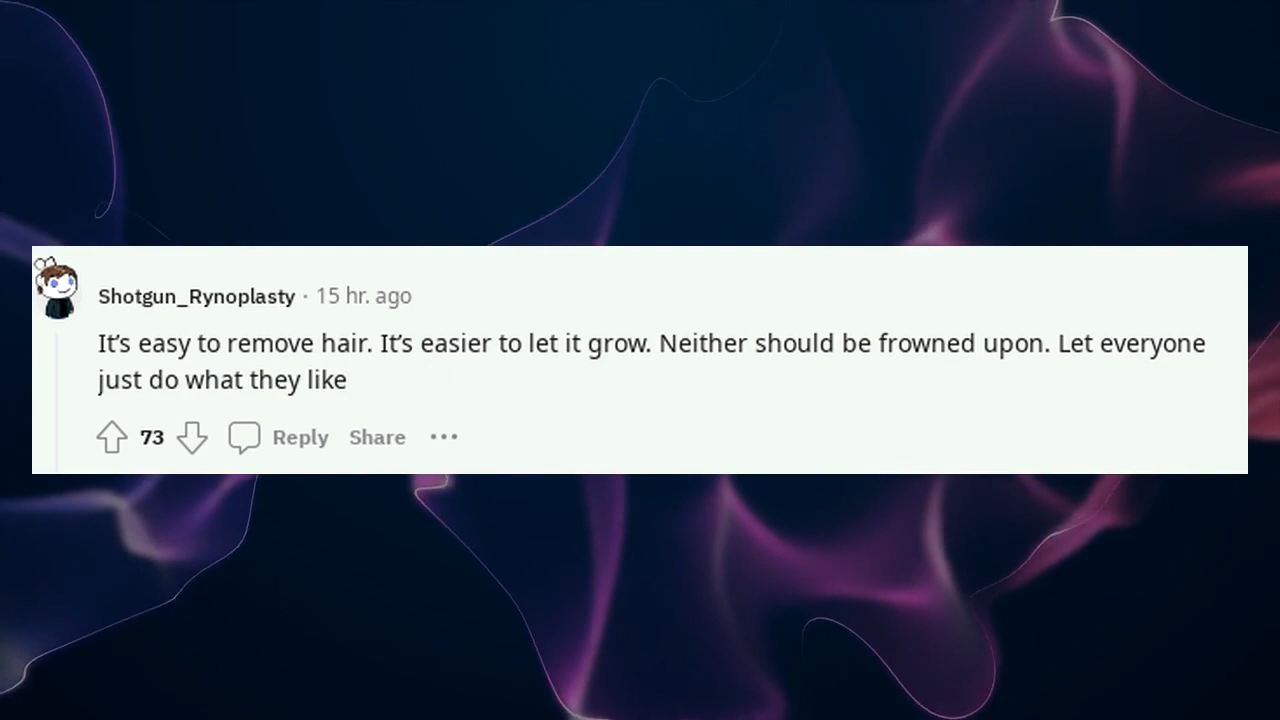 Shotgun_Rynoplasty · 15 hr. ago
It’s easy to remove hair. It’s easier to let it grow. Neither should be frowned upon. Let everyone
just do what they like
73 Reply Share •••